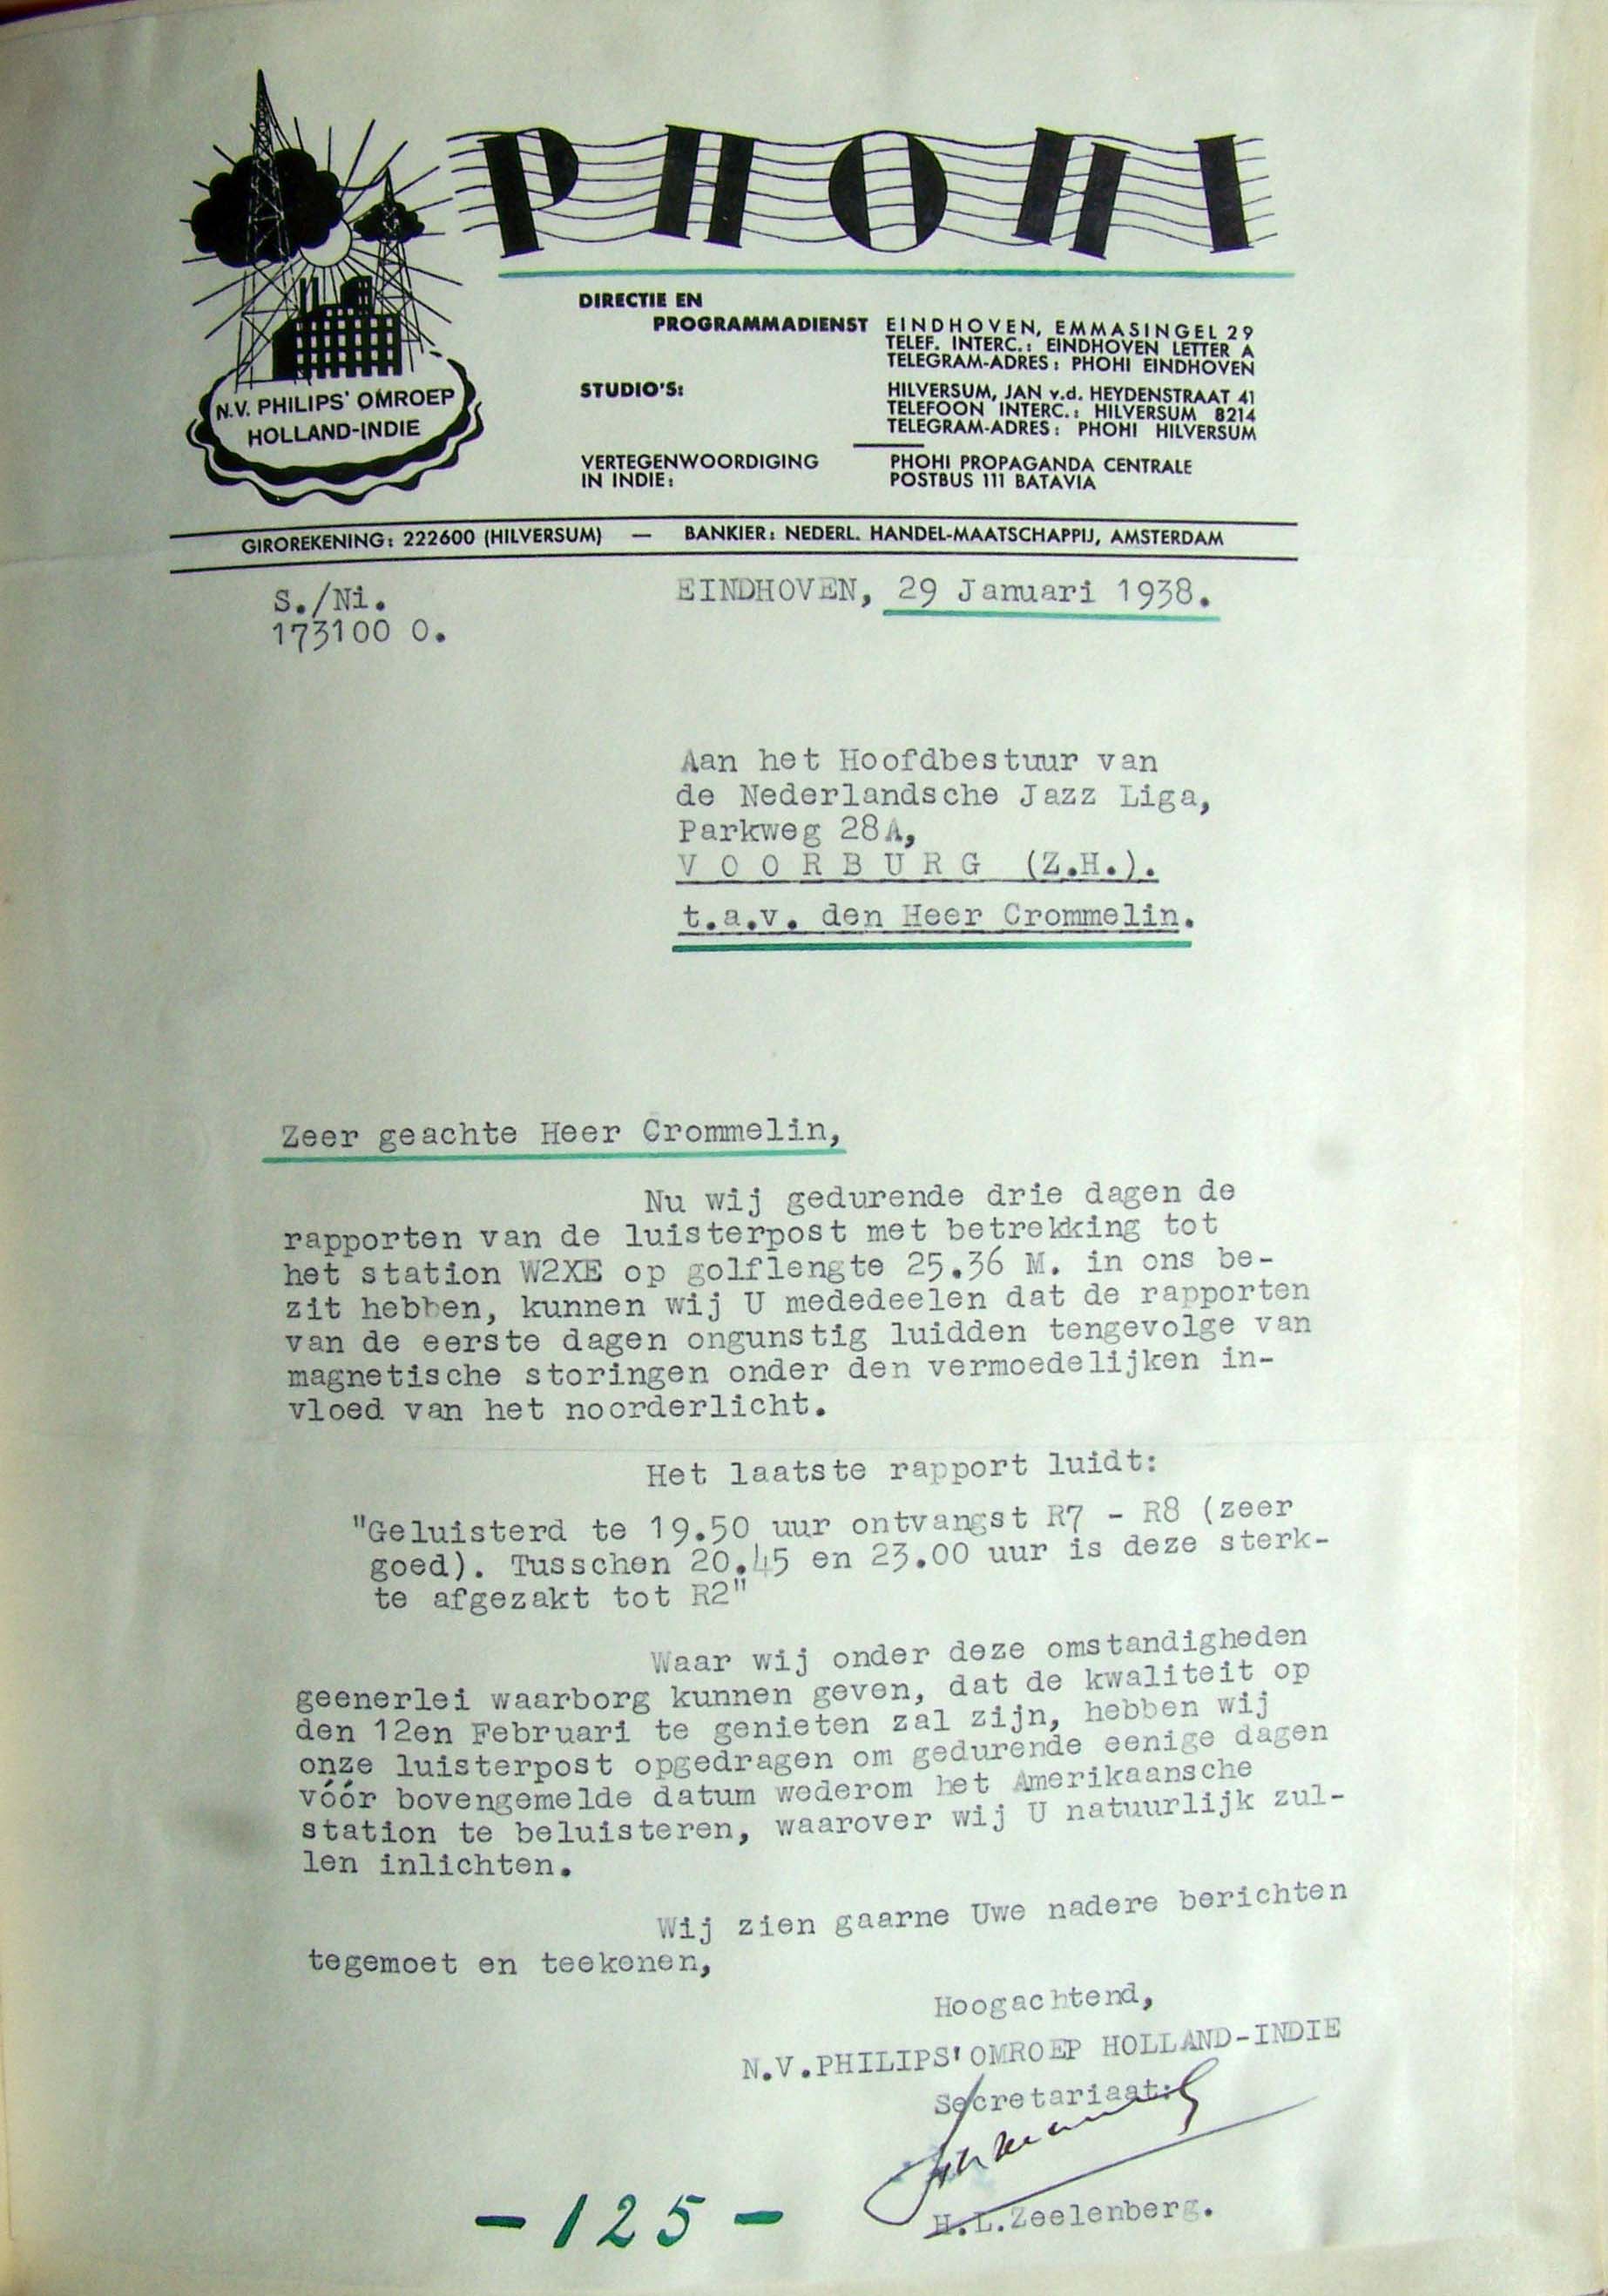 PHOHI
DIRECTIE EN
PROGRAMMADIENST EINDHOVEN, EMMASINGEL 29
TELEF. INTERC.: EINDHOVEN LETTER A
TELEGRAM-ADRES: PHOHI EINDHOVEN
STUDIO'S: HILVERSUM, JAN v.d. HEYDENSTRAAT 41
TELEFOON INTERC.: HILVERSUM 8214
TELEGRAM-ADRES: PHOHI HILVERSUM
N.V. PHILIPS' OMROEP
HOLLAND-INDIE
VERTEGENWOORDIGING PHOHI PROPAGANDA CENTRALE
IN INDIE: POSTBUS 111 BATAVIA
GIROREKENING: 222600 (HILVERSUM) — BANKIER: NEDERL. HANDEL-MAATSCHAPPIJ, AMSTERDAM
S./Ni. EINDHOVEN, 29 Januari 1938.
173100 O.
Aan het Hoofdbestuur van
de Nederlandsche Jazz Liga,
Parkweg 28A,
V O O R B U R G (Z.H.).
t.a.v. den Heer Crommelin.
Zeer geachte Heer Crommelin,
Nu wij gedurende drie dagen de
rapporten van de luisterpost met betrekking tot
het station W2XE op golflengte 25.36 M. in ons be-
zit hebben, kunnen wij U mededeelen dat de rapporten
van de eerste dagen ongunstig luidden tengevolge van
magnetische storingen onder den vermoedelijken in-
vloed van het noorderlicht.
Het laatste rapport luidt:
"Geluisterd te 19.50 uur ontvangst R7 - R8 (zeer
goed). Tusschen 20.45 en 23.00 uur is deze sterk-
te afgezakt tot R2"
Waar wij onder deze omstandigheden
geenerlei waarborg kunnen geven, dat de kwaliteit op
den 12en Februari te genieten zal zijn, hebben wij
onze luisterpost opgedragen om gedurende eenige dagen
vóór bovengemelde datum wederom het Amerikaansche
station te beluisteren, waarover wij U natuurlijk zul-
len inlichten.
Wij zien gaarne Uwe nadere berichten
tegemoet en teekenen,
Hoogachtend,
N.V.PHILIPS'OMROEP HOLLAND-INDIE
Secretariaat:
H.L.Zeelenberg.
- 125 -